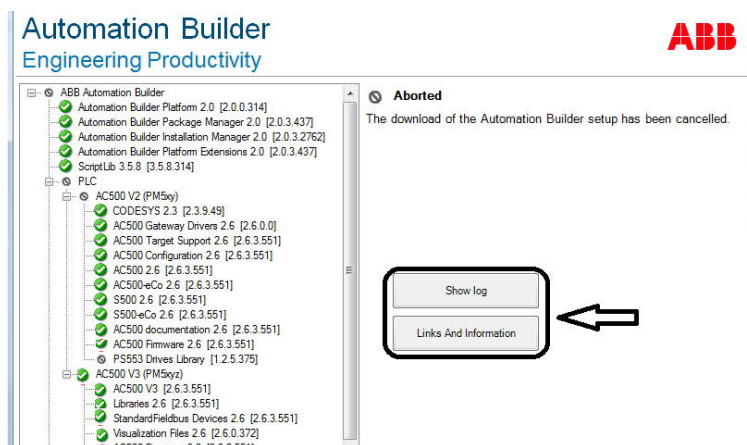 Automation Builder
Engineering Productivity
ABB
ABB Automation Builder
Automation Builder Platform 2.0 [2.0.0.314]
Automation Builder Package Manager 2.0 [2.0.3.437]
Automation Builder Installation Manager 2.0 [2.0.3.2762]
Automation Builder Platform Extensions 2.0 [2.0.3.437]
ScriptLib 3.5.8 [3.5.8.314]
PLC
AC500 V2 (PM5xy)
CODESYS 2.3 [2.3.9.49]
AC500 Gateway Drivers 2.6 [2.6.0.0]
AC500 Target Support 2.6 [2.6.3.551]
AC500 Configuration 2.6 [2.6.3.551]
AC500 2.6 [2.6.3.551]
AC500-eCo 2.6 [2.6.3.551]
S500 2.6 [2.6.3.551]
S500-eCo 2.6 [2.6.3.551]
AC500 documentation 2.6 [2.6.3.551]
AC500 Firmware 2.6 [2.6.3.551]
PS553 Drives Library [1.2.5.375]
AC500 V3 (PM5xyz)
AC500 V3 [2.6.3.551]
Libraries 2.6 [2.6.3.551]
StandardFieldbus Devices 2.6 [2.6.3.551]
Visualization Files 2.6 [2.6.0.372]
Aborted
The download of the Automation Builder setup has been cancelled.
Show log
Links And Information